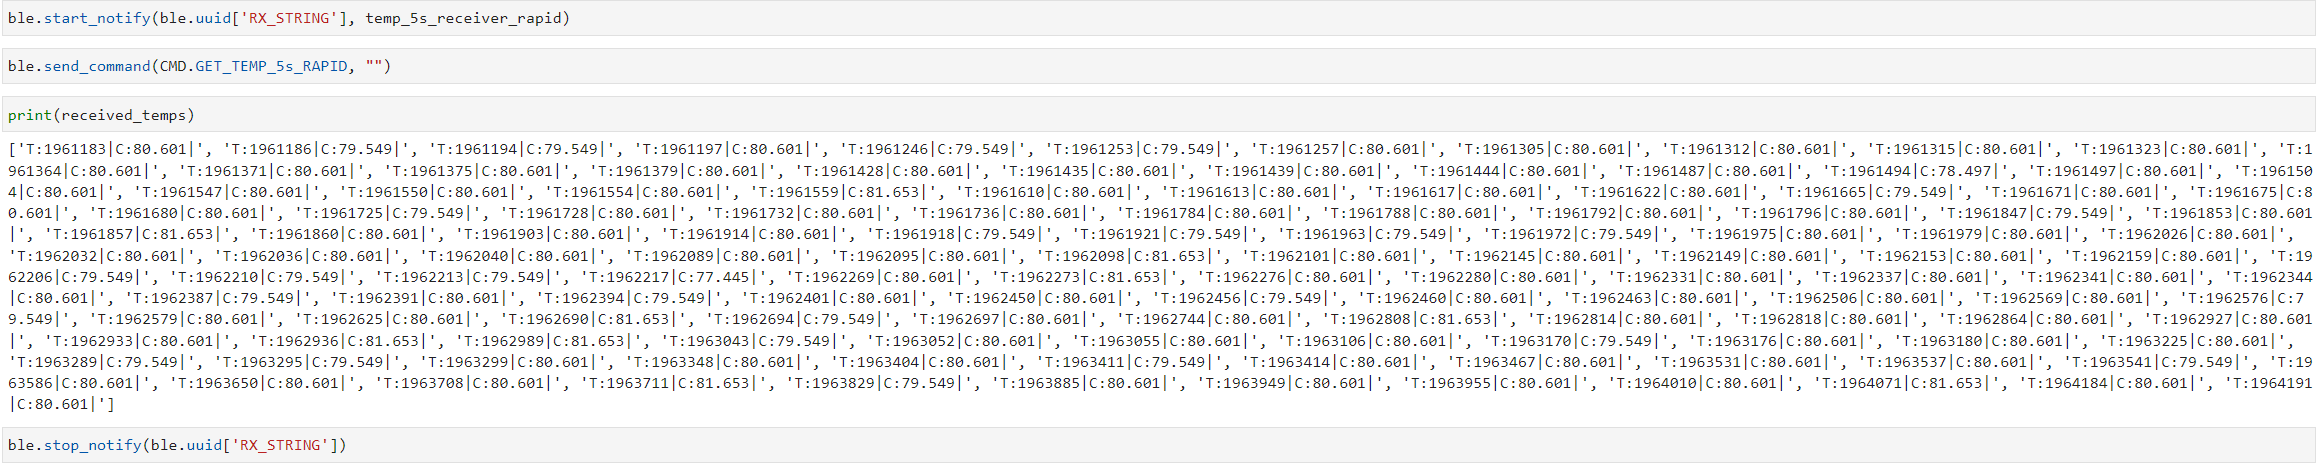 ble.start_notify(ble.uuid['RX_STRING'], temp_5s_receiver_rapid)
ble.send_command(CMD.GET_TEMP_5s_RAPID, "")
print(received_temps)
['T:1961183|C:80.601|', 'T:1961186|C:79.549|', 'T:1961194|C:79.549|', 'T:1961197|C:80.601|', 'T:1961246|C:79.549|', 'T:1961253|C:79.549|', 'T:1961257|C:80.601|', 'T:1961305|C:80.601|', 'T:1961312|C:80.601|', 'T:1961315|C:80.601|', 'T:1961323|C:80.601|', 'T:1
961364|C:80.601|', 'T:1961371|C:80.601|', 'T:1961375|C:80.601|', 'T:1961379|C:80.601|', 'T:1961428|C:80.601|', 'T:1961435|C:80.601|', 'T:1961439|C:80.601|', 'T:1961444|C:80.601|', 'T:1961487|C:80.601|', 'T:1961494|C:78.497|', 'T:1961497|C:80.601|', 'T:196150
4|C:80.601|', 'T:1961547|C:80.601|', 'T:1961550|C:80.601|', 'T:1961554|C:80.601|', 'T:1961559|C:81.653|', 'T:1961610|C:80.601|', 'T:1961613|C:80.601|', 'T:1961617|C:80.601|', 'T:1961622|C:80.601|', 'T:1961665|C:79.549|', 'T:1961671|C:80.601|', 'T:1961675|C:8
0.601|', 'T:1961680|C:80.601|', 'T:1961725|C:79.549|', 'T:1961728|C:80.601|', 'T:1961732|C:80.601|', 'T:1961736|C:80.601|', 'T:1961784|C:80.601|', 'T:1961788|C:80.601|', 'T:1961792|C:80.601|', 'T:1961796|C:80.601|', 'T:1961847|C:79.549|', 'T:1961853|C:80.601
|', 'T:1961857|C:81.653|', 'T:1961860|C:80.601|', 'T:1961903|C:80.601|', 'T:1961914|C:80.601|', 'T:1961918|C:79.549|', 'T:1961921|C:79.549|', 'T:1961963|C:79.549|', 'T:1961972|C:79.549|', 'T:1961975|C:80.601|', 'T:1961979|C:80.601|', 'T:1962026|C:80.601|',
'T:1962032|C:80.601|', 'T:1962036|C:80.601|', 'T:1962040|C:80.601|', 'T:1962089|C:80.601|', 'T:1962095|C:80.601|', 'T:1962098|C:81.653|', 'T:1962101|C:80.601|', 'T:1962145|C:80.601|', 'T:1962149|C:80.601|', 'T:1962153|C:80.601|', 'T:1962159|C:80.601|', 'T:19
62206|C:79.549|', 'T:1962210|C:79.549|', 'T:1962213|C:79.549|', 'T:1962217|C:77.445|', 'T:1962269|C:80.601|', 'T:1962273|C:81.653|', 'T:1962276|C:80.601|', 'T:1962280|C:80.601|', 'T:1962331|C:80.601|', 'T:1962337|C:80.601|', 'T:1962341|C:80.601|', 'T:1962344
|C:80.601|', 'T:1962387|C:79.549|', 'T:1962391|C:80.601|', 'T:1962394|C:79.549|', 'T:1962401|C:80.601|', 'T:1962450|C:80.601|', 'T:1962456|C:79.549|', 'T:1962460|C:80.601|', 'T:1962463|C:80.601|', 'T:1962506|C:80.601|', 'T:1962569|C:80.601|', 'T:1962576|C:7
9.549|', 'T:1962579|C:80.601|', 'T:1962625|C:80.601|', 'T:1962690|C:81.653|', 'T:1962694|C:79.549|', 'T:1962697|C:80.601|', 'T:1962744|C:80.601|', 'T:1962808|C:81.653|', 'T:1962814|C:80.601|', 'T:1962818|C:80.601|', 'T:1962864|C:80.601|', 'T:1962927|C:80.601
|', 'T:1962933|C:80.601|', 'T:1962936|C:81.653|', 'T:1962989|C:81.653|', 'T:1963043|C:79.549|', 'T:1963052|C:80.601|', 'T:1963055|C:80.601|', 'T:1963106|C:80.601|', 'T:1963170|C:79.549|', 'T:1963176|C:80.601|', 'T:1963180|C:80.601|', 'T:1963225|C:80.601|',
'T:1963289|C:79.549|', 'T:1963295|C:79.549|', 'T:1963299|C:80.601|', 'T:1963348|C:80.601|', 'T:1963404|C:80.601|', 'T:1963411|C:79.549|', 'T:1963414|C:80.601|', 'T:1963467|C:80.601|', 'T:1963531|C:80.601|', 'T:1963537|C:80.601|', 'T:1963541|C:79.549|', 'T:19
63586|C:80.601|', 'T:1963650|C:80.601|', 'T:1963708|C:80.601|', 'T:1963711|C:81.653|', 'T:1963829|C:79.549|', 'T:1963885|C:80.601|', 'T:1963949|C:80.601|', 'T:1963955|C:80.601|', 'T:1964010|C:80.601|', 'T:1964071|C:81.653|', 'T:1964184|C:80.601|', 'T:1964191
|C:80.601|']
ble.stop_notify(ble.uuid['RX_STRING'])